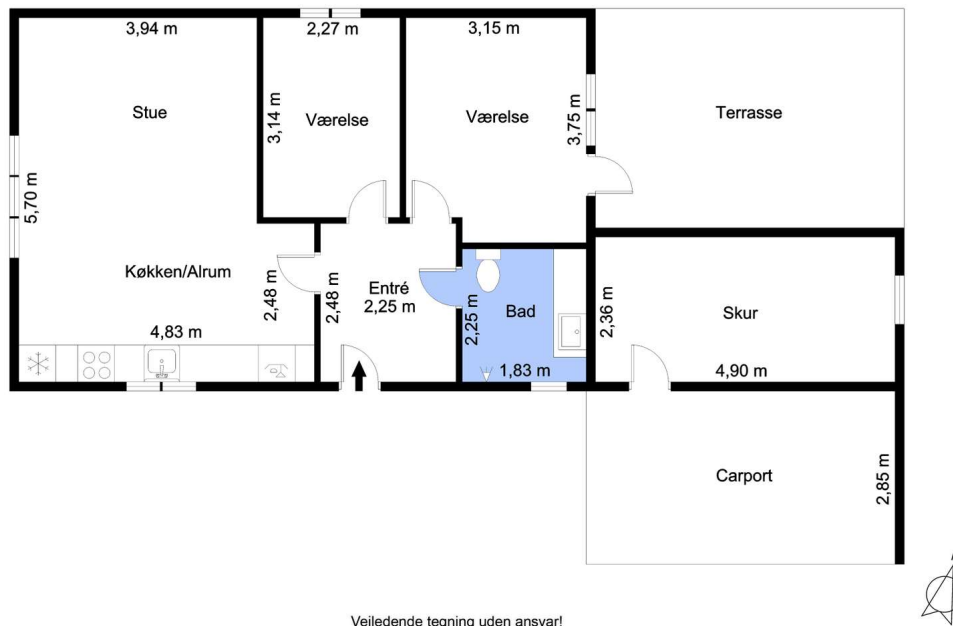 3,94 m
2,27 m
3,15 m
Stue
3,14 m
Værelse
Værelse
3,75 m
Terrasse
5,70 m
Køkken/Alrum
2,48 m
2,48 m
Entré
2,25 m
2,25 m
Bad
2,36 m
Skur
4,83 m
1,83 m
4,90 m
Carport
2,85 m
Vejledende tegning uden ansvar!